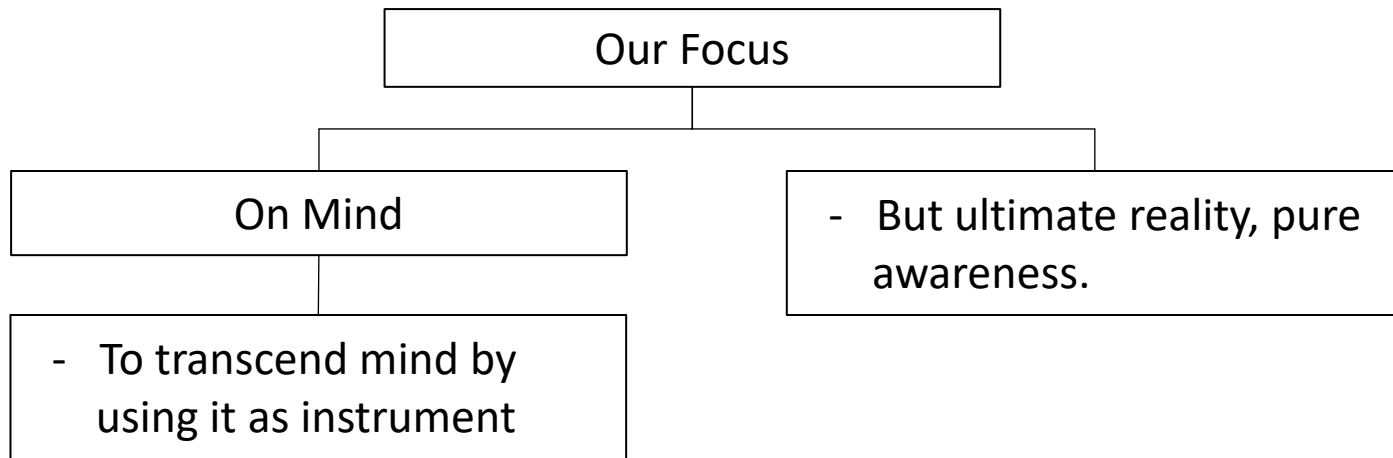 Our Focus
On Mind
- To transcend mind by
using it as instrument
- But ultimate reality, pure
awareness.